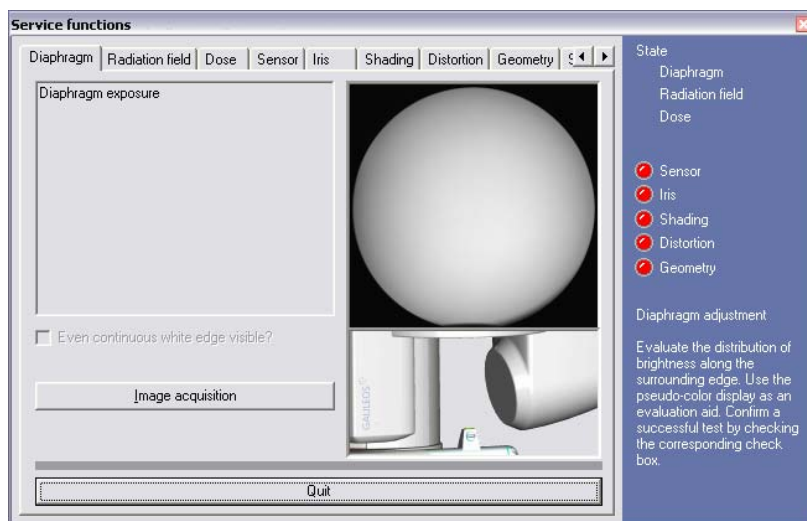 Service functions
Diaphragm
Radiation field
Dose
Sensor
Iris
Shading
Distortion
Geometry
Diaphragm exposure
Even continuous white edge visible?
Image acquisition
GALILEOS
Quit
State
Diaphragm
Radiation field
Dose
Sensor
Iris
Shading
Distortion
Geometry
Diaphragm adjustment
Evaluate the distribution of
brightness along the
surrounding edge. Use the
pseudo-color display as an
evaluation aid. Confirm a
successful test by checking
the corresponding check
box.